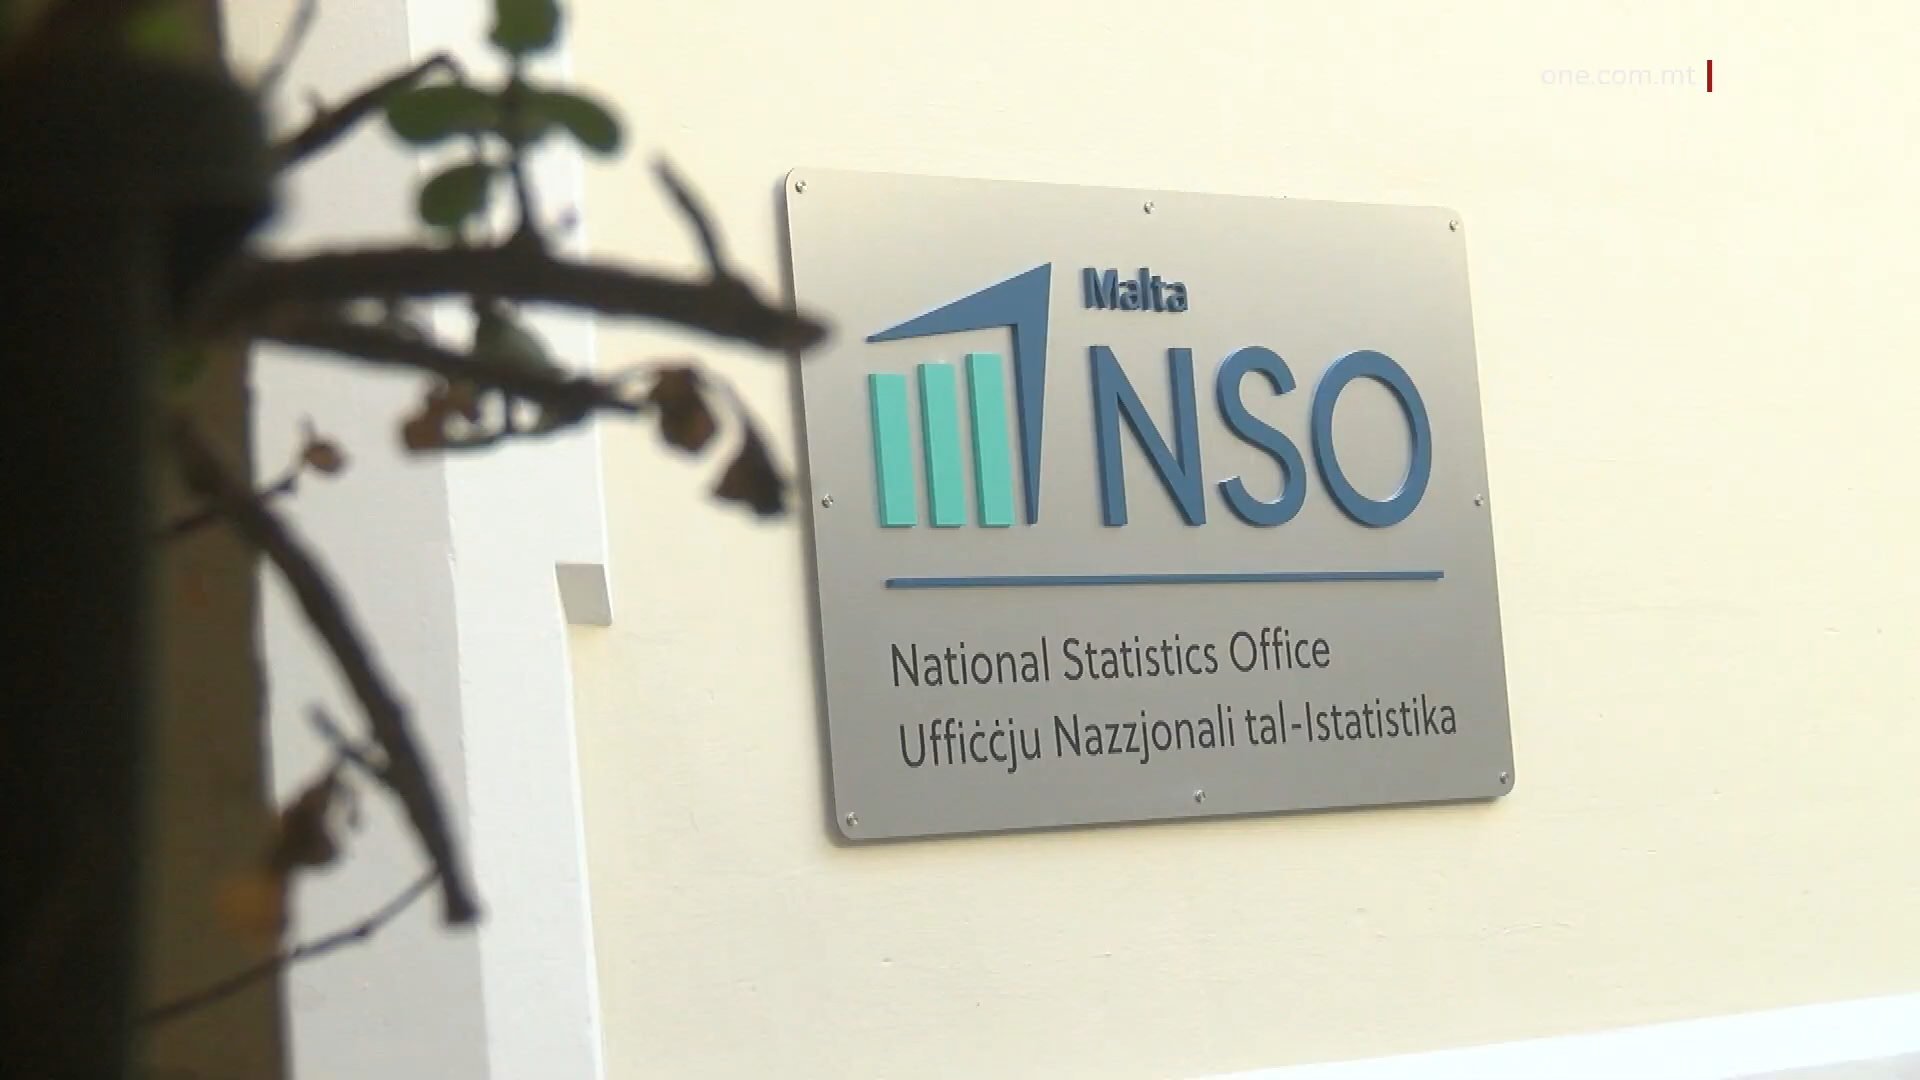 one.com.mt
Malta
NSO
National Statistics Office
Uffiċċju Nazzjonali tal-Istatistika